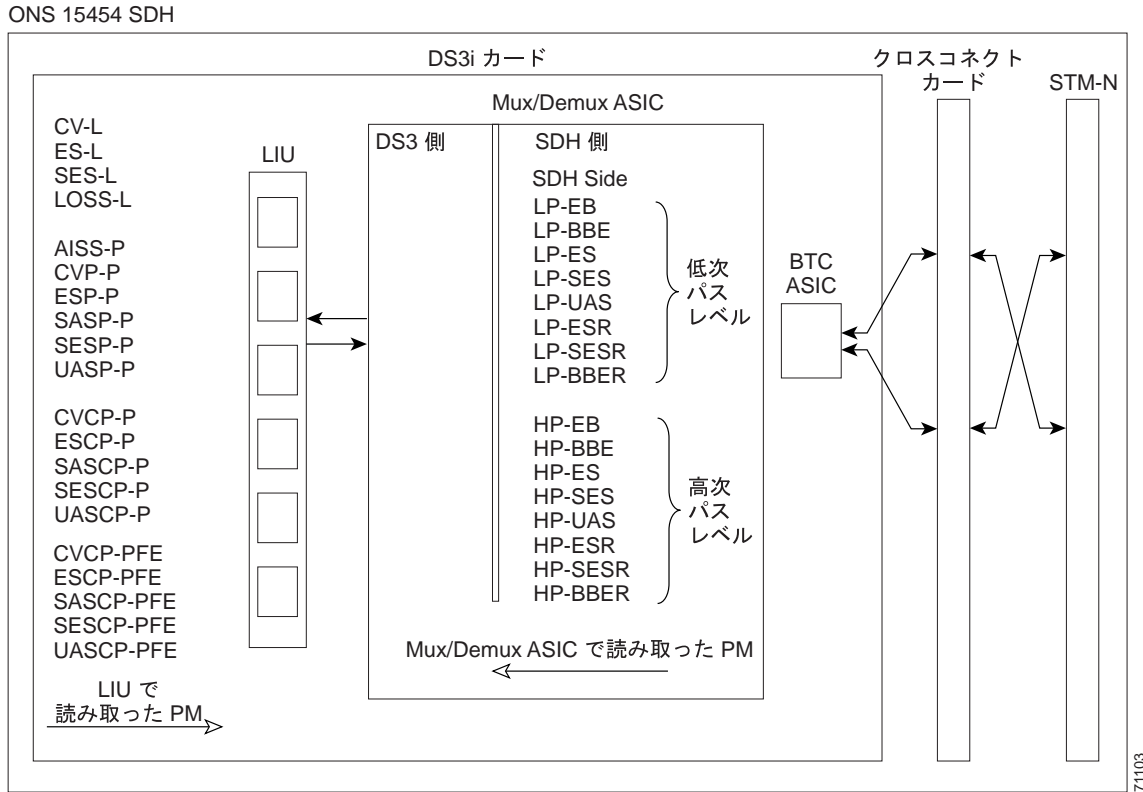 ONS 15454 SDH
DS3i カード
クロスコネクト
カード
STM-N
Mux/Demux ASIC
CV-L
ES-L
SES-L
LOSS-L
AISS-P
CVP-P
ESP-P
SASP-P
SESP-P
UASP-P
CVCP-P
ESCP-P
SASCP-P
SESCP-P
UASCP-P
CVCP-PFE
ESCP-PFE
SASCP-PFE
SESCP-PFE
UASCP-PFE
LIU で
読み取った PM
LIU
DS3 側
SDH 側
SDH Side
LP-EB
LP-BBE
LP-ES
LP-SES
LP-UAS
LP-ESR
LP-SESR
LP-BBER
低次
パス
レベル
HP-EB
HP-BBE
HP-ES
HP-SES
HP-UAS
HP-ESR
HP-SESR
HP-BBER
高次
パス
レベル
Mux/Demux ASIC で読み取った PM
BTC
ASIC
71103